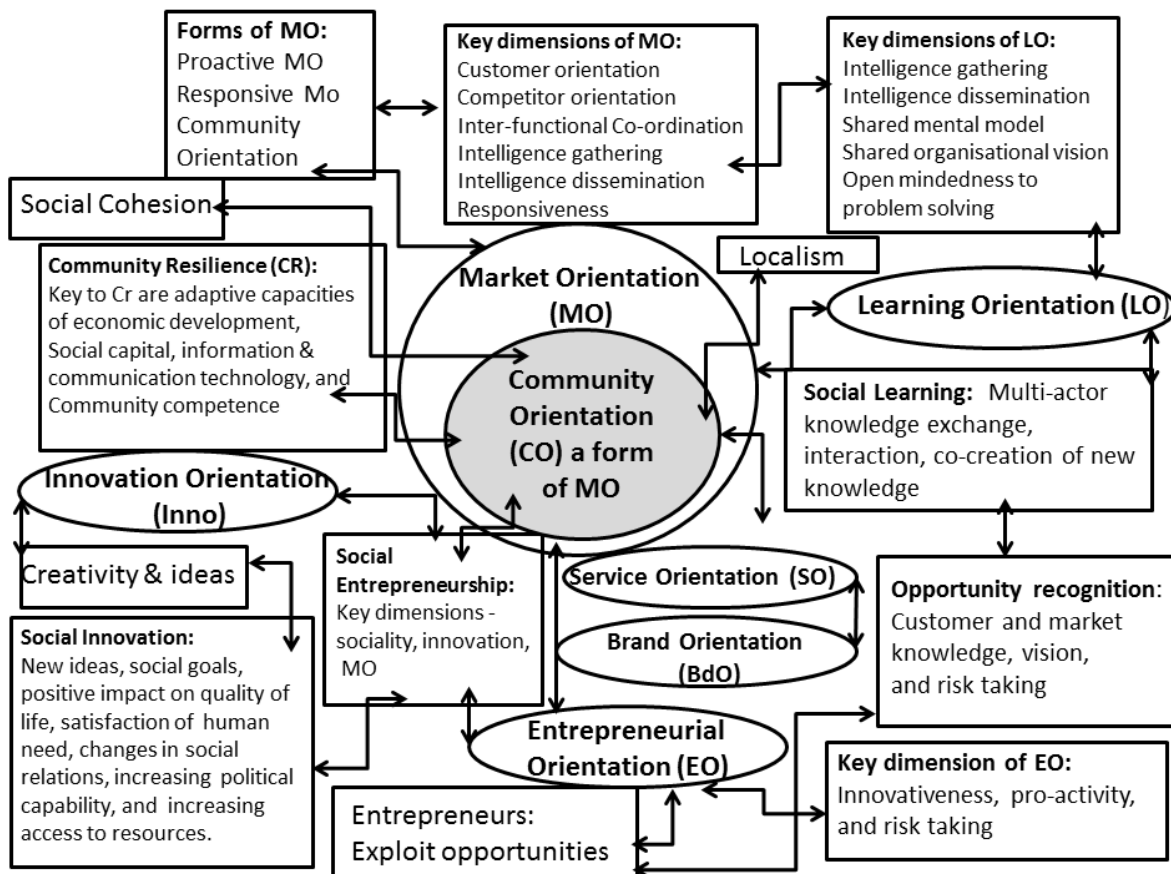 Forms of MO:
Proactive MO
Responsive Mo
Community
Orientation
Key dimensions of MO:
Customer orientation
Competitor orientation
Inter-functional Co-ordination
Intelligence gathering
Intelligence dissemination
Responsiveness
Key dimensions of LO:
Intelligence gathering
Intelligence dissemination
Shared mental model
Shared organisational vision
Open mindedness to
problem solving
Social Cohesion
Community Resilience (CR):
Key to Cr are adaptive capacities
of economic development,
Social capital, information &
communication technology, and
Community competence
Market Orientation
(MO)
Localism
Learning Orientation (LO)
Community
Orientation
(CO) a form
of MO
Social Learning: Multi-actor
knowledge exchange,
interaction, co-creation of new
knowledge
Innovation Orientation
(Inno)
Creativity & ideas
Social
Entrepreneurship:
Key dimensions -
sociality, innovation,
MO
Service Orientation (SO)
Brand Orientation
(BdO)
Opportunity recognition:
Customer and market
knowledge, vision,
and risk taking
Social Innovation:
New ideas, social goals,
positive impact on quality of
life, satisfaction of human
need, changes in social
relations, increasing political
capability, and increasing
access to resources.
Entrepreneurial
Orientation (EO)
Key dimension of EO:
Innovativeness, pro-activity,
and risk taking
Entrepreneurs:
Exploit opportunities